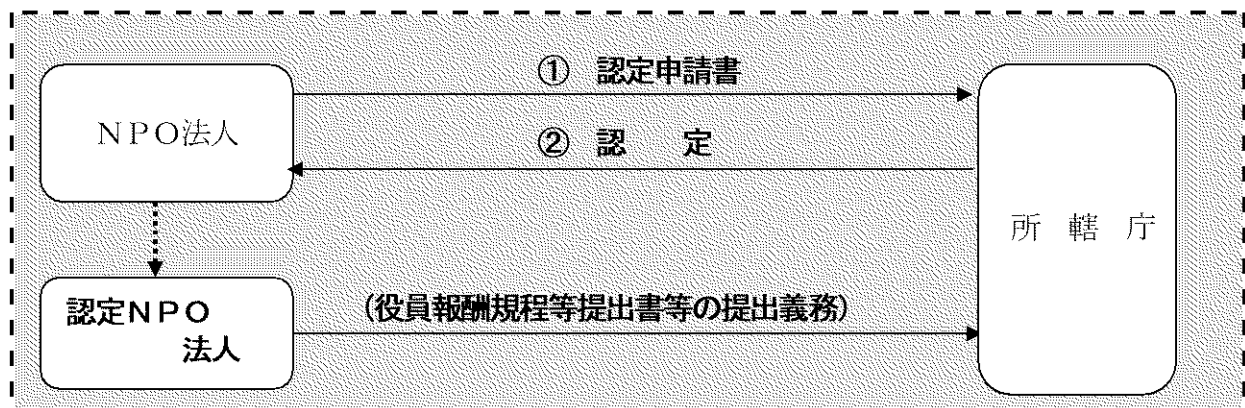 ① 認定申請書
NPO法人
② 認 定
所 轄 庁
認定NPO
法人
(役員報酬規程等提出書等の提出義務)